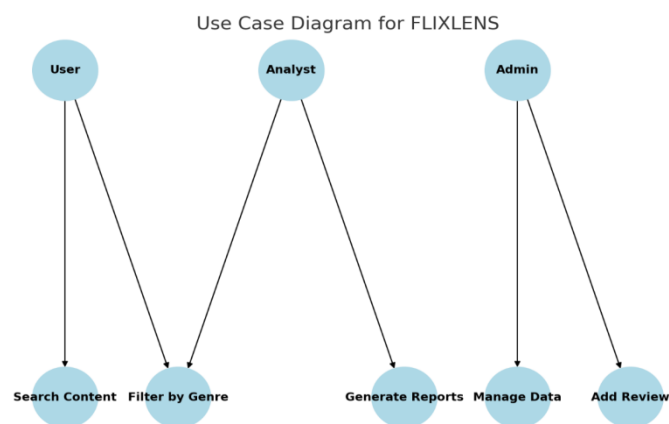 Use Case Diagram for FLIXLENS
User
Analyst
Admin
Search Content
Filter by Genre
Generate Reports
Manage Data
Add Review